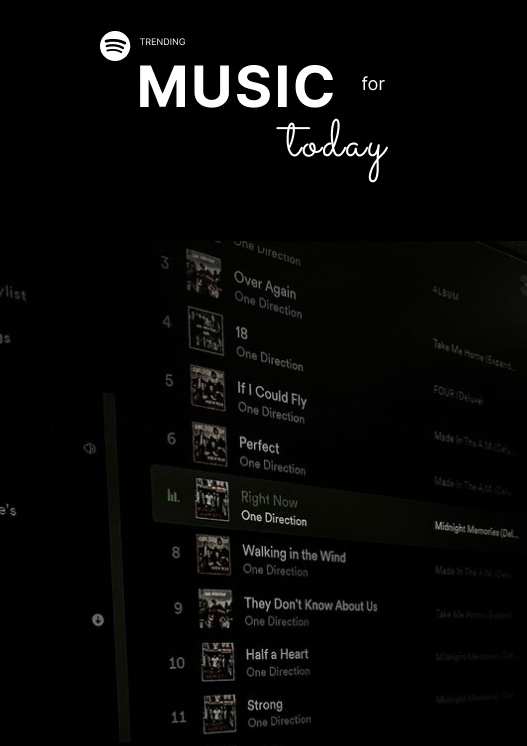 TRENDING
MUSIC for
today
One Direction
3 Over Again
One Direction
ALBUM
4 18
One Direction
Take Me Home (Expand...
5 If I Could Fly
One Direction
FOUR (Deluxe)
6 Perfect
One Direction
Made In The A.M. (Delu...
Right Now
One Direction
Made In The A.M. (Delu...
Midnight Memories (Del...
8 Walking in the Wind
One Direction
Made In The A.M. (Delu...
9 They Don't Know About Us
One Direction
Take Me Home (Expand...
10 Half a Heart
One Direction
Midnight Memories (Del...
11 Strong
One Direction
Midnight Memories (Del...